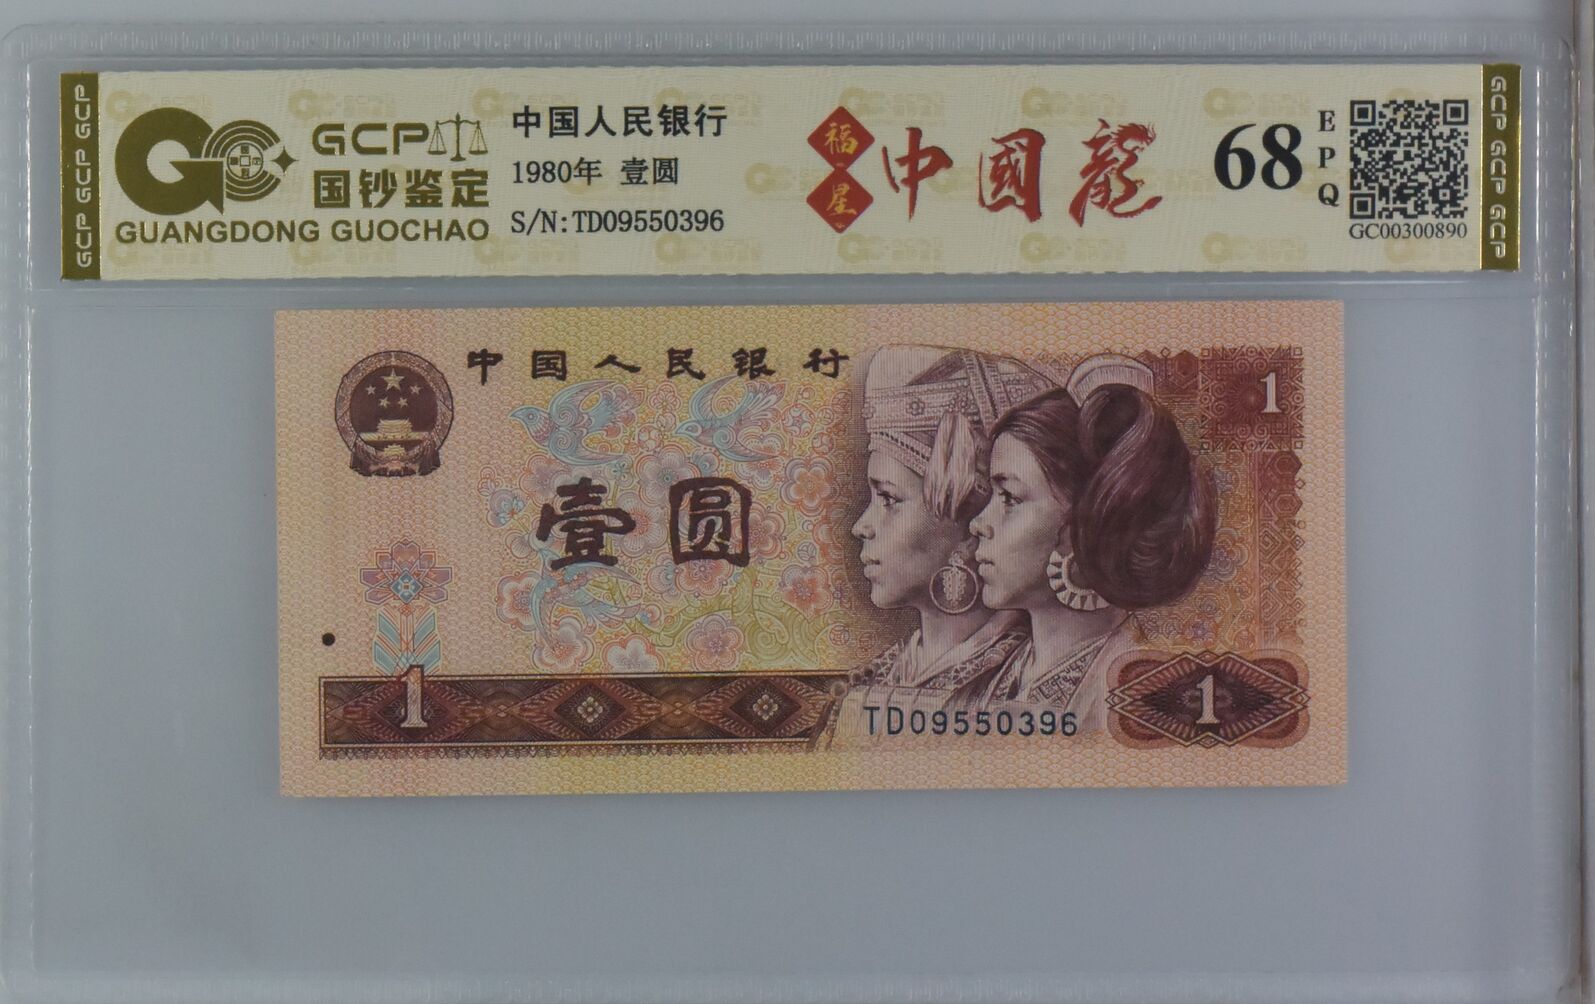 GCP GCP GCP
GCP
国钞鉴定
GUANGDONG GUOCHAO
中国人民银行
1980年 壹圆
S/N:TD09550396
福星
中國龍
68
EPQ
GC00300890
GCP GCP GCP
中国人民银行
1
壹圆
1
TD09550396
1